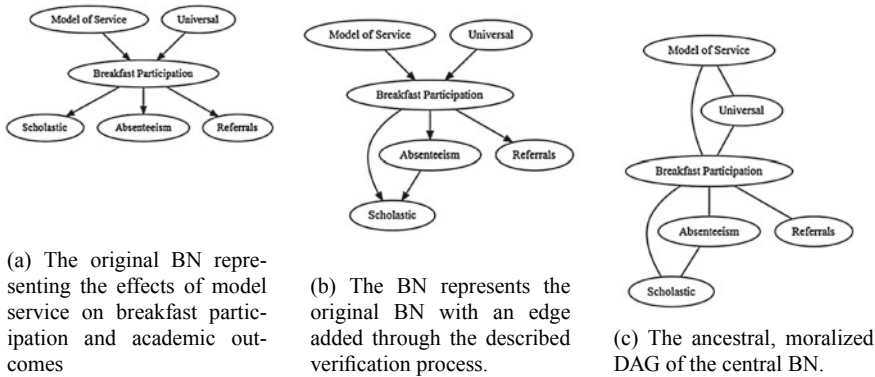 Model of Service
Universal
Breakfast Participation
Scholastic
Absenteeism
Referrals
(a) The original BN repre-
senting the effects of model
service on breakfast partic-
ipation and academic out-
comes
Model of Service
Universal
Breakfast Participation
Absenteeism
Referrals
Scholastic
(b) The BN represents the
original BN with an edge
added through the described
verification process.
Model of Service
Universal
Breakfast Participation
Absenteeism
Referrals
Scholastic
(c) The ancestral, moralized
DAG of the central BN.